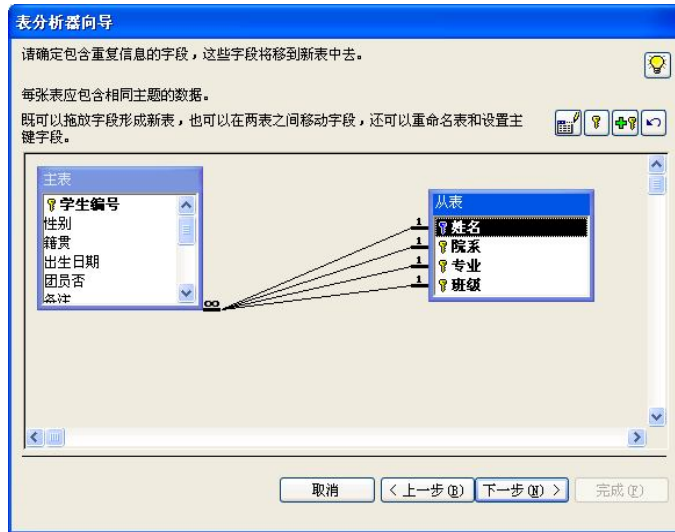 表分析器向导
请确定包含重复信息的字段，这些字段将移到新表中去。
每张表应包含相同主题的数据。
既可以拖放字段形成新表，也可以在两表之间移动字段，还可以重命名表和设置主
键字段。
主表
学生编号
性别
籍贯
出生日期
团员否
备注
∞
从表
1 姓名
1 院系
1 专业
1 班级
取消
< 上一步(B)
下一步(N) >
完成(F)